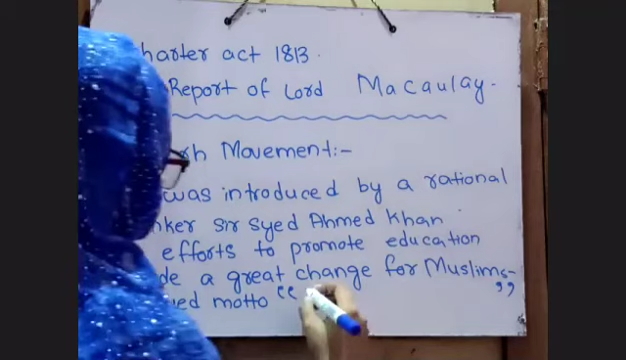 harter act 1813.
Report of Lord Macaulay.
rh Movement:-
was introduced by a rational
nker sir syed Ahmed Khan
efforts to promote education
de a great change for Muslims-
ed motto “ ”